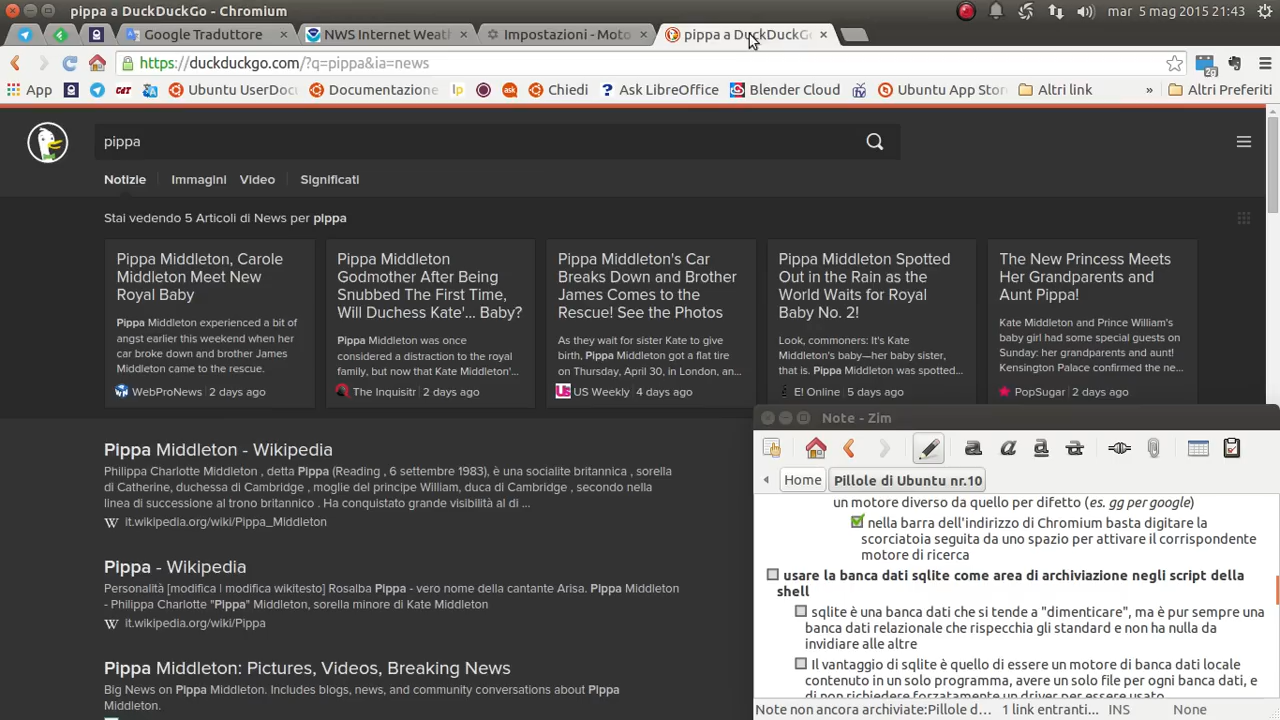 pippa a DuckDuckGo - Chromium
mar 5 mag 2015 21:43
Google Traduttore
NWS Internet Weat
Impostazioni - Moto
pippa a DuckDuckGo
https://duckduckgo.com/?q=pippa&ia=news
2g
App
CGT
Ubuntu UserDocu
Documentazione
lp
ask
Chiedi
? Ask LibreOffice
Blender Cloud
fv
Ubuntu App Stor
Altri link
»
Altri Preferiti
pippa
Notizie
Immagini
Video
Significati
Stai vedendo 5 Articoli di News per pippa
Pippa Middleton, Carole
Middleton Meet New
Royal Baby
Pippa Middleton experienced a bit of
angst earlier this weekend when her
car broke down and brother James
Middleton came to the rescue.
WebProNews 2 days ago
Pippa Middleton
Godmother After Being
Snubbed The First Time,
Will Duchess Kate'... Baby?
Pippa Middleton was once
considered a distraction to the royal
family, but now that Kate Middleton'...
The Inquisitr 2 days ago
Pippa Middleton's Car
Breaks Down and Brother
James Comes to the
Rescue! See the Photos
As they wait for sister Kate to give
birth, Pippa Middleton got a flat tire
on Thursday, April 30, in London, an...
Us US Weekly 4 days ago
Pippa Middleton Spotted
Out in the Rain as the
World Waits for Royal
Baby No. 2!
Look, commoners: It's Kate
Middleton's baby—her baby sister,
that is. Pippa Middleton was spotted...
E! Online 5 days ago
The New Princess Meets
Her Grandparents and
Aunt Pippa!
Kate Middleton and Prince William's
baby girl had some special guests on
Sunday: her grandparents and aunt!
Kensington Palace confirmed the ne...
PopSugar 2 days ago
Pippa Middleton - Wikipedia
Philippa Charlotte Middleton , detta Pippa (Reading , 6 settembre 1983), è una socialite britannica , sorella
di Catherine, duchessa di Cambridge , moglie del principe William, duca di Cambridge , secondo nella
linea di successione al trono britannico . Ha conquistato grande visibilità al di ...
W it.wikipedia.org/wiki/Pippa_Middleton
Pippa - Wikipedia
Personalità [modifica | modifica wikitesto] Rosalba Pippa - vero nome della cantante Arisa. Pippa Middleton
- Philippa Charlotte "Pippa" Middleton, sorella minore di Kate Middleton
W it.wikipedia.org/wiki/Pippa
Pippa Middleton: Pictures, Videos, Breaking News
Big News on Pippa Middleton. Includes blogs, news, and community conversations about Pippa
Middleton.
Note - Zim
a a a a
Home
Pillole di Ubuntu nr.10
un motore diverso da quello per difetto (es. gg per google)
nella barra dell'indirizzo di Chromium basta digitare la
scorciatoia seguita da uno spazio per attivare il corrispondente
motore di ricerca
usare la banca dati sqlite come area di archiviazione negli script della
shell
sqlite è una banca dati che si tende a "dimenticare", ma è pur sempre una
banca dati relazionale che rispecchia gli standard e non ha nulla da
invidiare alle altre
Il vantaggio di sqlite è quello di essere un motore di banca dati locale
contenuto in un solo programma, avere un solo file per ogni banca dati, e
di non richiedere forzatamente un driver per essere usato
Note non ancora archiviate:Pillole d...
1 link entranti...
INS
None